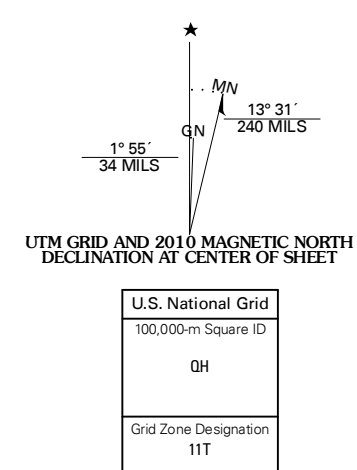 ★
MN
GN
13° 31´
240 MILS
1° 55´
34 MILS
UTM GRID AND 2010 MAGNETIC NORTH
DECLINATION AT CENTER OF SHEET
U.S. National Grid
100,000-m Square ID
QH
Grid Zone Designation
11T